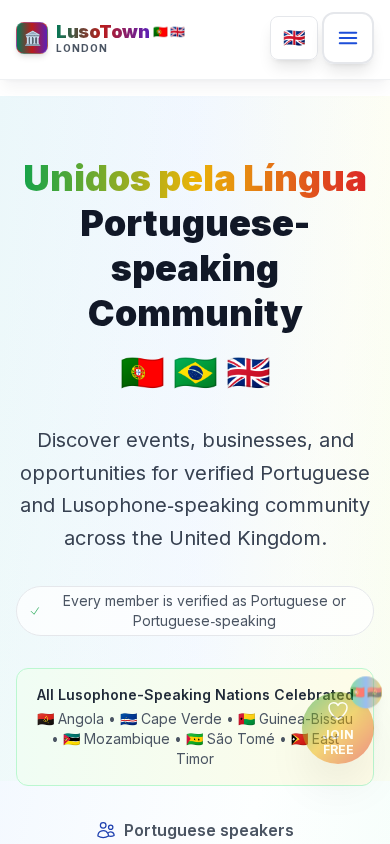 LusoTown 🇵🇹 🇬🇧
LONDON
🇬🇧
Unidos pela Língua
Portuguese-
speaking
Community
🇵🇹 🇧🇷 🇬🇧
Discover events, businesses, and
opportunities for verified Portuguese
and Lusophone-speaking community
across the United Kingdom.
Every member is verified as Portuguese or
Portuguese-speaking
All Lusophone-Speaking Nations Celebrated
🇦🇴 Angola • 🇨🇻 Cape Verde • 🇬🇼 Guinea-Bissau
• 🇲🇿 Mozambique • 🇸🇹 São Tomé • 🇹🇱 East
Timor
JOIN
FREE
Portuguese speakers